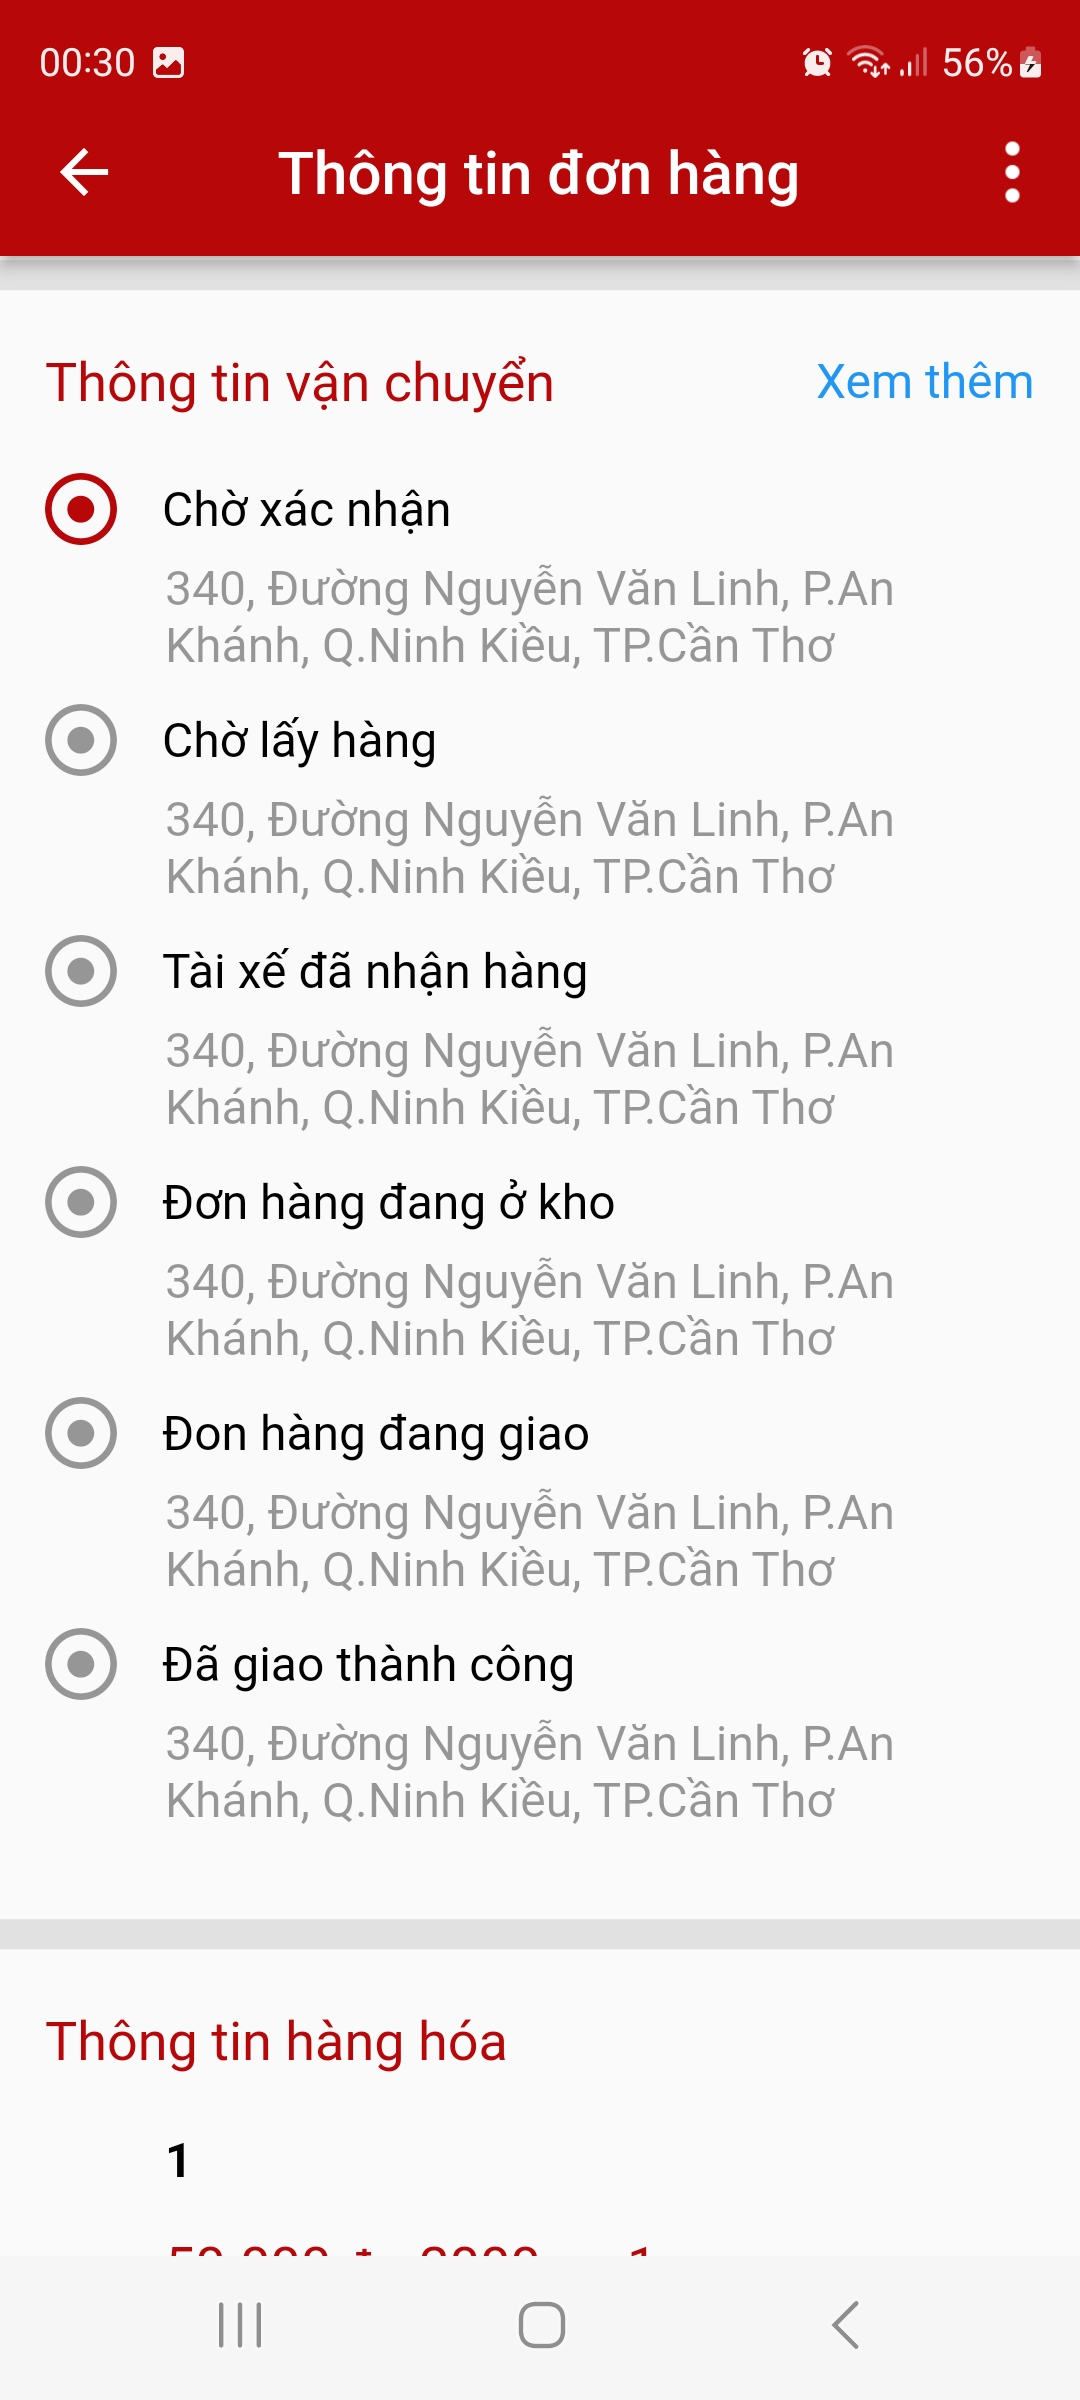 00:30
56%
Thông tin đơn hàng
Thông tin vận chuyển
Xem thêm
Chờ xác nhận
340, Đường Nguyễn Văn Linh, P.An
Khánh, Q.Ninh Kiều, TP.Cần Thơ
Chờ lấy hàng
340, Đường Nguyễn Văn Linh, P.An
Khánh, Q.Ninh Kiều, TP.Cần Thơ
Tài xế đã nhận hàng
340, Đường Nguyễn Văn Linh, P.An
Khánh, Q.Ninh Kiều, TP.Cần Thơ
Đơn hàng đang ở kho
340, Đường Nguyễn Văn Linh, P.An
Khánh, Q.Ninh Kiều, TP.Cần Thơ
Đon hàng đang giao
340, Đường Nguyễn Văn Linh, P.An
Khánh, Q.Ninh Kiều, TP.Cần Thơ
Đã giao thành công
340, Đường Nguyễn Văn Linh, P.An
Khánh, Q.Ninh Kiều, TP.Cần Thơ
Thông tin hàng hóa
1